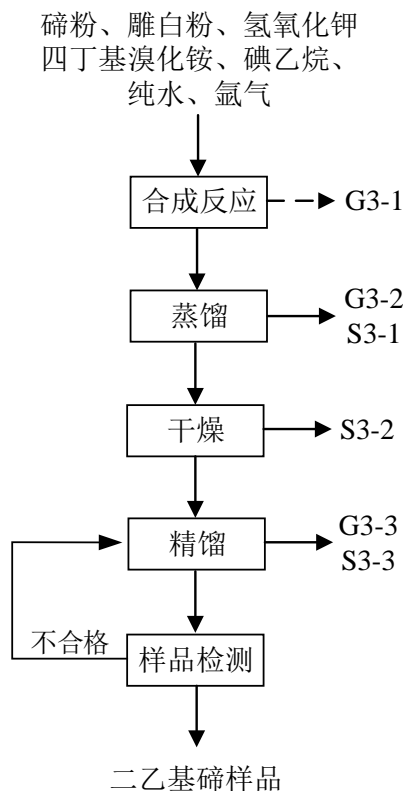 碲粉、雕白粉、氢氧化钾
四丁基溴化铵、碘乙烷、
纯水、氩气
合成反应
G3-1
蒸馏
G3-2
S3-1
干燥
S3-2
精馏
G3-3
S3-3
不合格
样品检测
二乙基碲样品